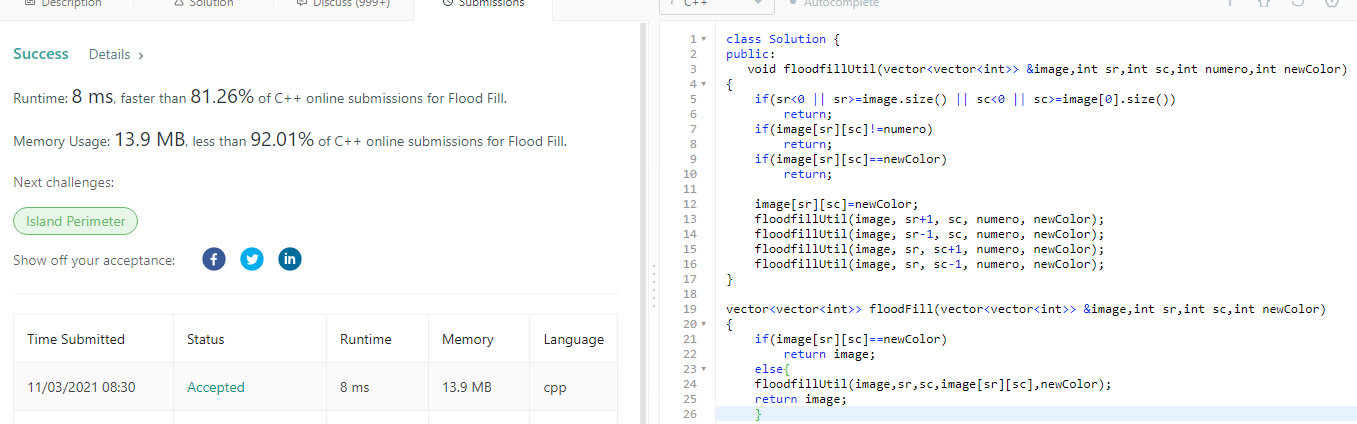 Description Solution Discuss (999+) Submissions
Success Details ›
Runtime: 8 ms, faster than 81.26% of C++ online submissions for Flood Fill.
Memory Usage: 13.9 MB, less than 92.01% of C++ online submissions for Flood Fill.
Next challenges:
Island Perimeter
Show off your acceptance:
Time Submitted Status Runtime Memory Language
11/03/2021 08:30 Accepted 8 ms 13.9 MB cpp
i C++ Autocomplete i {}
1 class Solution {
2 public:
3 void floodfillUtil(vector<vector<int>> &image,int sr,int sc,int numero,int newColor)
4 {
5 if(sr<0 || sr>=image.size() || sc<0 || sc>=image[0].size())
6 return;
7 if(image[sr][sc]!=numero)
8 return;
9 if(image[sr][sc]==newColor)
10 return;
11
12 image[sr][sc]=newColor;
13 floodfillUtil(image, sr+1, sc, numero, newColor);
14 floodfillUtil(image, sr-1, sc, numero, newColor);
15 floodfillUtil(image, sr, sc+1, numero, newColor);
16 floodfillUtil(image, sr, sc-1, numero, newColor);
17 }
18
19 vector<vector<int>> floodFill(vector<vector<int>> &image,int sr,int sc,int newColor)
20 {
21 if(image[sr][sc]==newColor)
22 return image;
23 else{
24 floodfillUtil(image,sr,sc,image[sr][sc],newColor);
25 return image;
26 }